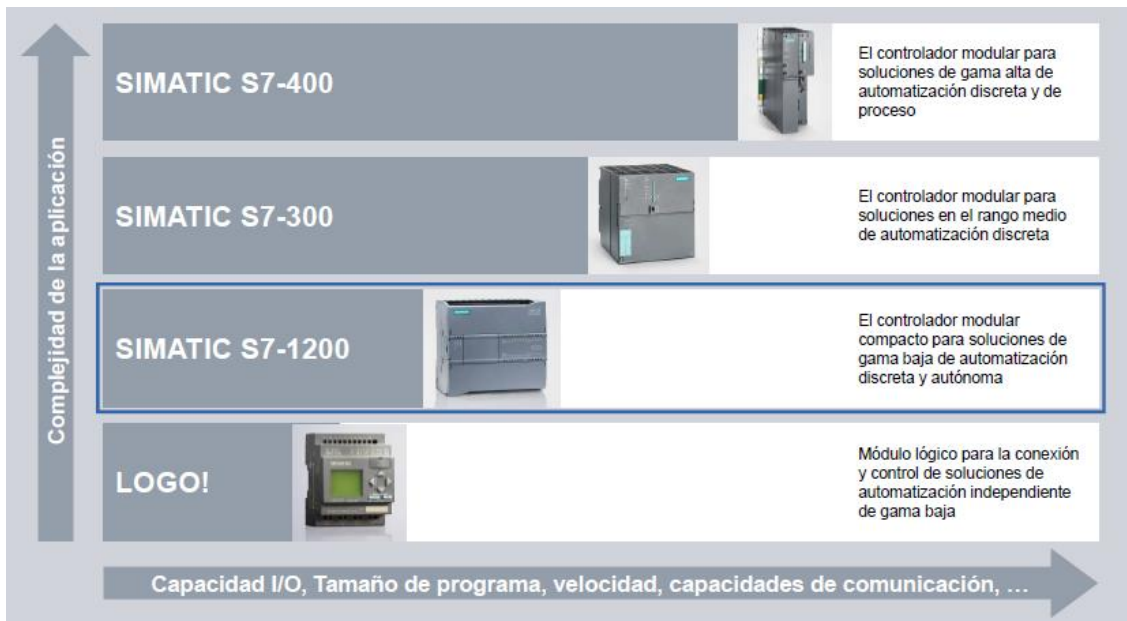 SIMATIC S7-400
El controlador modular para
soluciones de gama alta de
automatización discreta y de
proceso
SIMATIC S7-300
El controlador modular para
soluciones en el rango medio
de automatización discreta
SIMATIC S7-1200
El controlador modular
compacto para soluciones de
gama baja de automatización
discreta y autónoma
LOGO!
Módulo lógico para la conexión
y control de soluciones de
automatización independiente
de gama baja
Complejidad de la aplicación
Capacidad I/O, Tamaño de programa, velocidad, capacidades de comunicación, …